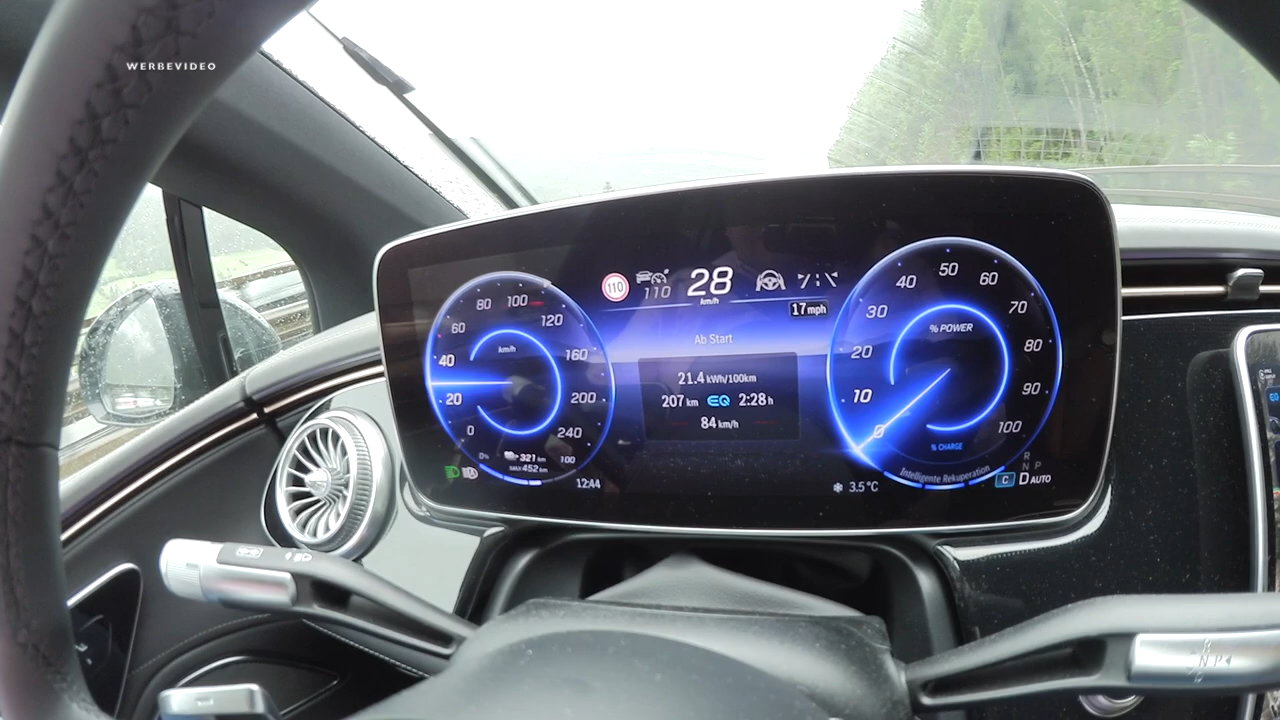 WERBEVIDEO
110
110
28
km/h
17 mph
Ab Start
21.4 kWh/100km
207 km EQ 2:28 h
84 km/h
km/h
0
20
40
60
80
100
120
160
200
240
0%
321 km
MAX 452 km
100
12:44
% POWER
0
10
20
30
40
50
60
70
80
90
100
% CHARGE
Intelligente Rekuperation
3.5 °C
R
N P
C D AUTO
N P